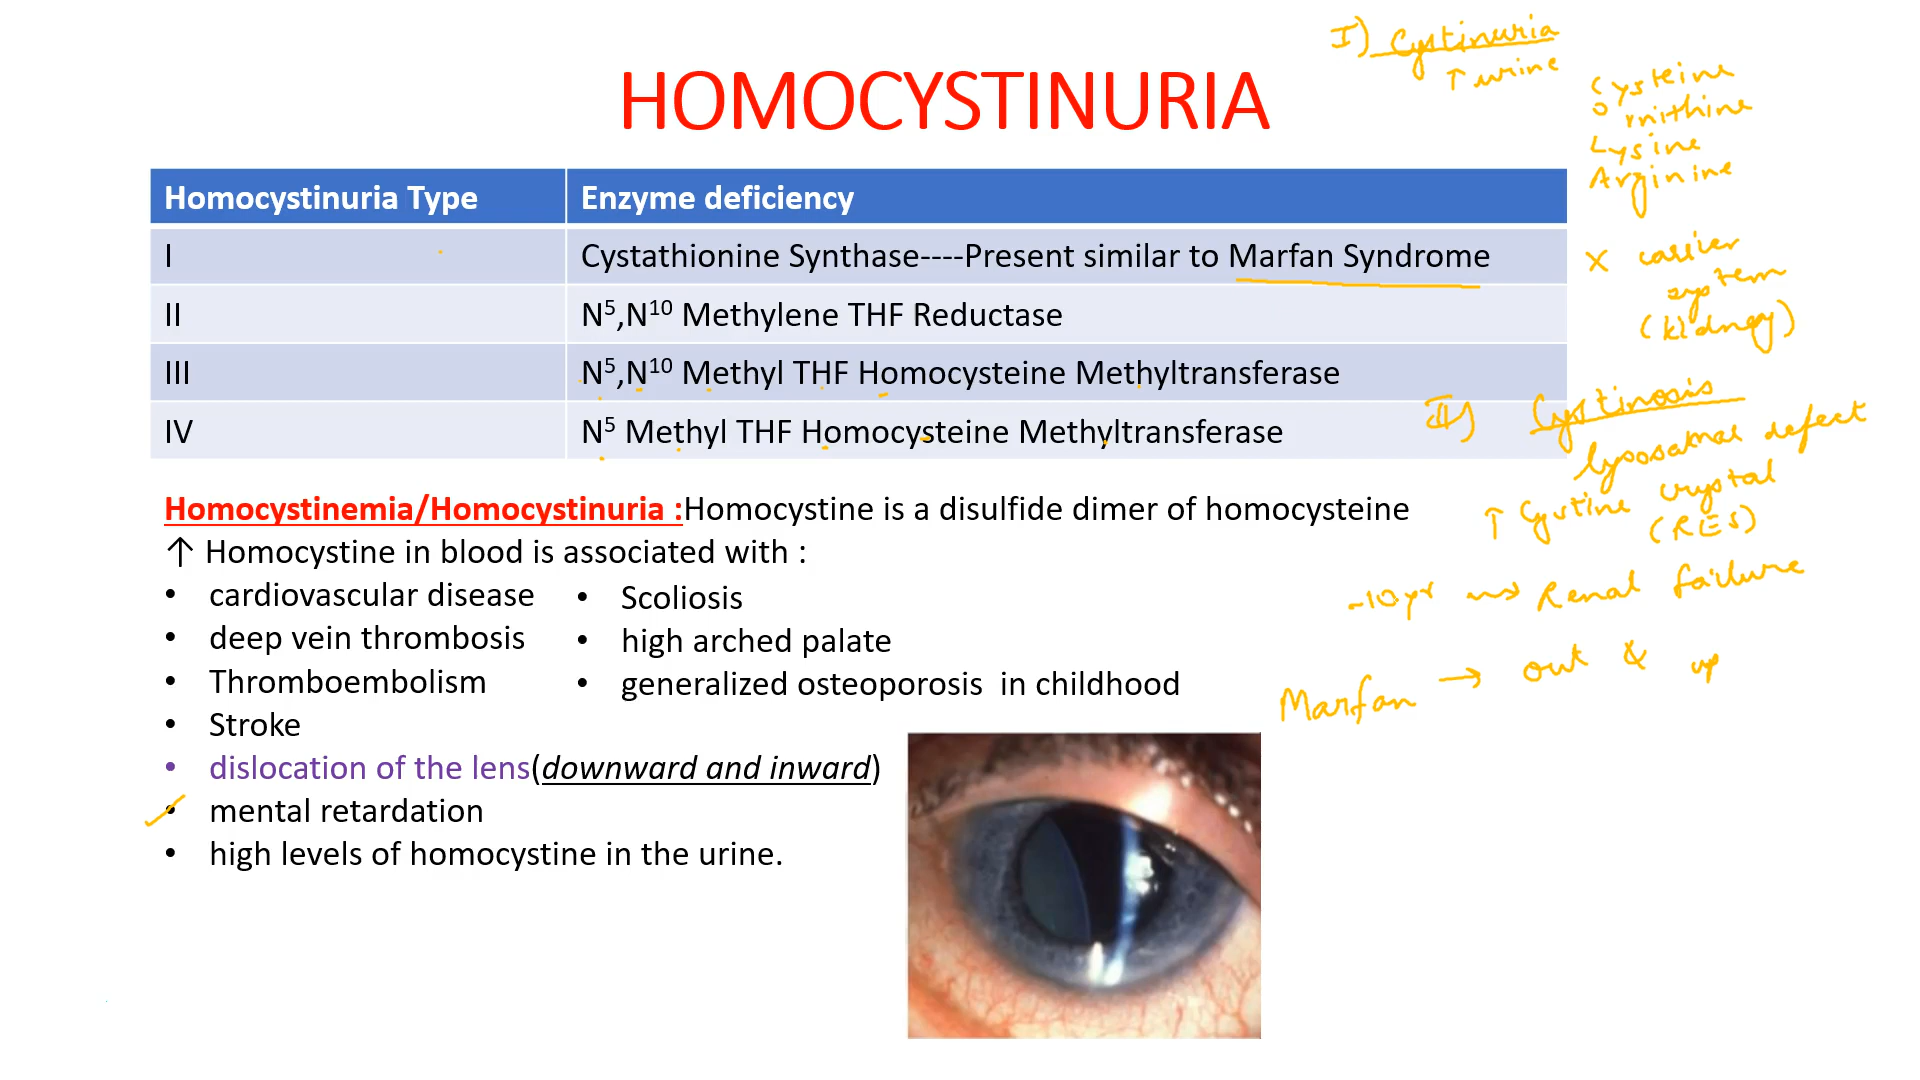 HOMOCYSTINURIA
Homocystinuria Type Enzyme deficiency
I Cystathionine Synthase----Present similar to Marfan Syndrome
II N⁵,N¹⁰ Methylene THF Reductase
III N⁵,N¹⁰ Methyl THF Homocysteine Methyltransferase
IV N⁵ Methyl THF Homocysteine Methyltransferase
Homocystinemia/Homocystinuria :Homocystine is a disulfide dimer of homocysteine
↑ Homocystine in blood is associated with :
• cardiovascular disease
• deep vein thrombosis
• Thromboembolism
• Stroke
• dislocation of the lens(downward and inward)
• mental retardation
• high levels of homocystine in the urine.
• Scoliosis
• high arched palate
• generalized osteoporosis in childhood
I) Cystinuria
↑ urine
Cysteine
Ornithine
Lysine
Arginine
X carrier
system
(kidney)
II) Cystinosis
lysosomal defect
↑ Cystine crystal
(RES)
-10yr → Renal failure
Marfan → out & up